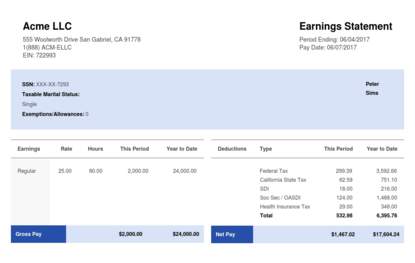 Acme LLC
Earnings Statement
555 Woolworth Drive San Gabriel, CA 91778
1(888) ACM-ELLC
EIN: 722993
Period Ending: 06/04/2017
Pay Date: 06/07/2017
SSN: XXX-XX-7293
Taxable Marital Status:
Single
Exemptions/Allowances: 0
Peter
Sims
Earnings Rate Hours This Period Year to Date
Regular 25.00 80.00 2,000.00 24,000.00
Gross Pay $2,000.00 $24,000.00
Deductions Type This Period Year to Date
Federal Tax 299.39 3,592.66
California State Tax 62.59 751.10
SDI 18.00 216.00
Soc Sec / OASDI 124.00 1,488.00
Health Insurance Tax 29.00 348.00
Total 532.98 6,395.76
Net Pay $1,467.02 $17,604.24